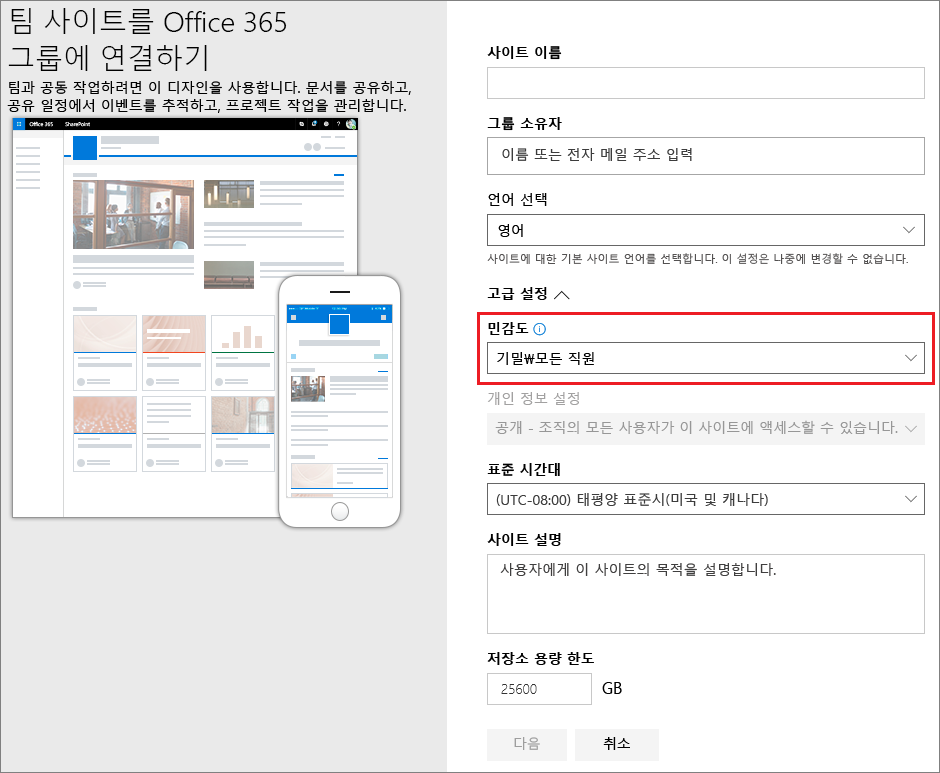 팀 사이트를 Office 365
그룹에 연결하기
팀과 공동 작업하려면 이 디자인을 사용합니다. 문서를 공유하고,
공유 일정에서 이벤트를 추적하고, 프로젝트 작업을 관리합니다.
Office 365 SharePoint
사이트 이름
그룹 소유자
이름 또는 전자 메일 주소 입력
언어 선택
영어
사이트에 대한 기본 사이트 언어를 선택합니다. 이 설정은 나중에 변경할 수 없습니다.
고급 설정
민감도
기밀₩모든 직원
개인 정보 설정
공개 - 조직의 모든 사용자가 이 사이트에 액세스할 수 있습니다.
표준 시간대
(UTC-08:00) 태평양 표준시(미국 및 캐나다)
사이트 설명
사용자에게 이 사이트의 목적을 설명합니다.
저장소 용량 한도
25600 GB
다음 취소